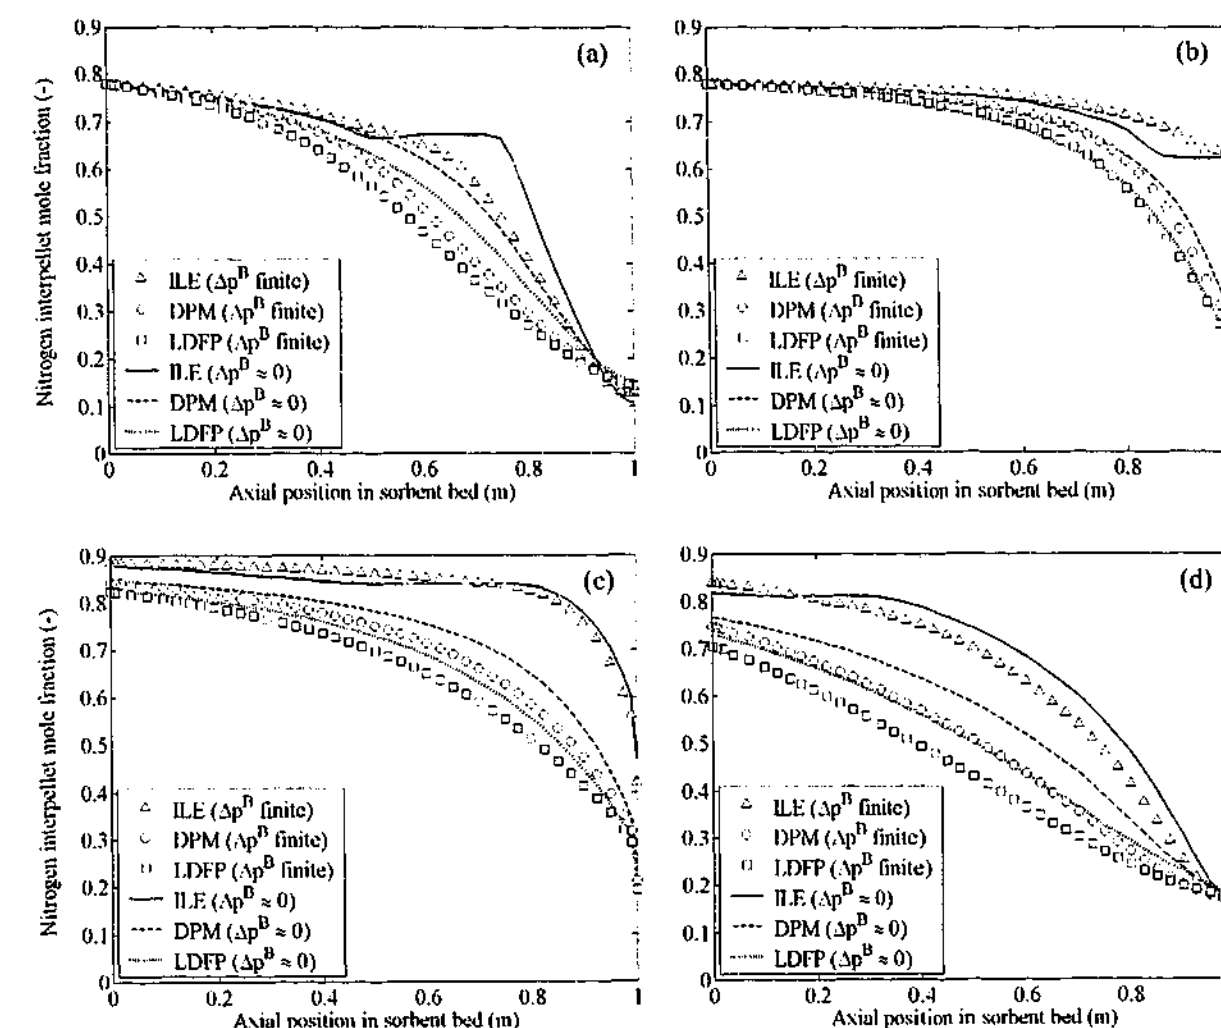 0.9
0.8
0.7
0.6
0.5
0.4
0.3
0.2
0.1
0
Nitrogen interpellet mole fraction (-)
(a)
△ ILE (Δp^B finite)
○ DPM (Δp^B finite)
□ LDFP (Δp^B finite)
ILE (Δp^B ≈ 0)
DPM (Δp^B ≈ 0)
LDFP (Δp^B ≈ 0)
0 0.2 0.4 0.6 0.8 1
Axial position in sorbent bed (m)
0.9
0.8
0.7
0.6
0.5
0.4
0.3
0.2
0.1
0
(b)
△ ILE (Δp^B finite)
○ DPM (Δp^B finite)
□ LDFP (Δp^B finite)
ILE (Δp^B ≈ 0)
DPM (Δp^B ≈ 0)
LDFP (Δp^B ≈ 0)
0 0.2 0.4 0.6 0.8
Axial position in sorbent bed (m)
0.9
0.8
0.7
0.6
0.5
0.4
0.3
0.2
0.1
0
Nitrogen interpellet mole fraction (-)
(c)
△ ILE (Δp^B finite)
○ DPM (Δp^B finite)
□ LDFP (Δp^B finite)
ILE (Δp^B ≈ 0)
DPM (Δp^B ≈ 0)
LDFP (Δp^B ≈ 0)
0 0.2 0.4 0.6 0.8 1
Axial position in sorbent bed (m)
0.9
0.8
0.7
0.6
0.5
0.4
0.3
0.2
0.1
0
(d)
△ ILE (Δp^B finite)
○ DPM (Δp^B finite)
□ LDFP (Δp^B finite)
ILE (Δp^B ≈ 0)
DPM (Δp^B ≈ 0)
LDFP (Δp^B ≈ 0)
0 0.2 0.4 0.6 0.8
Axial position in sorbent bed (m)